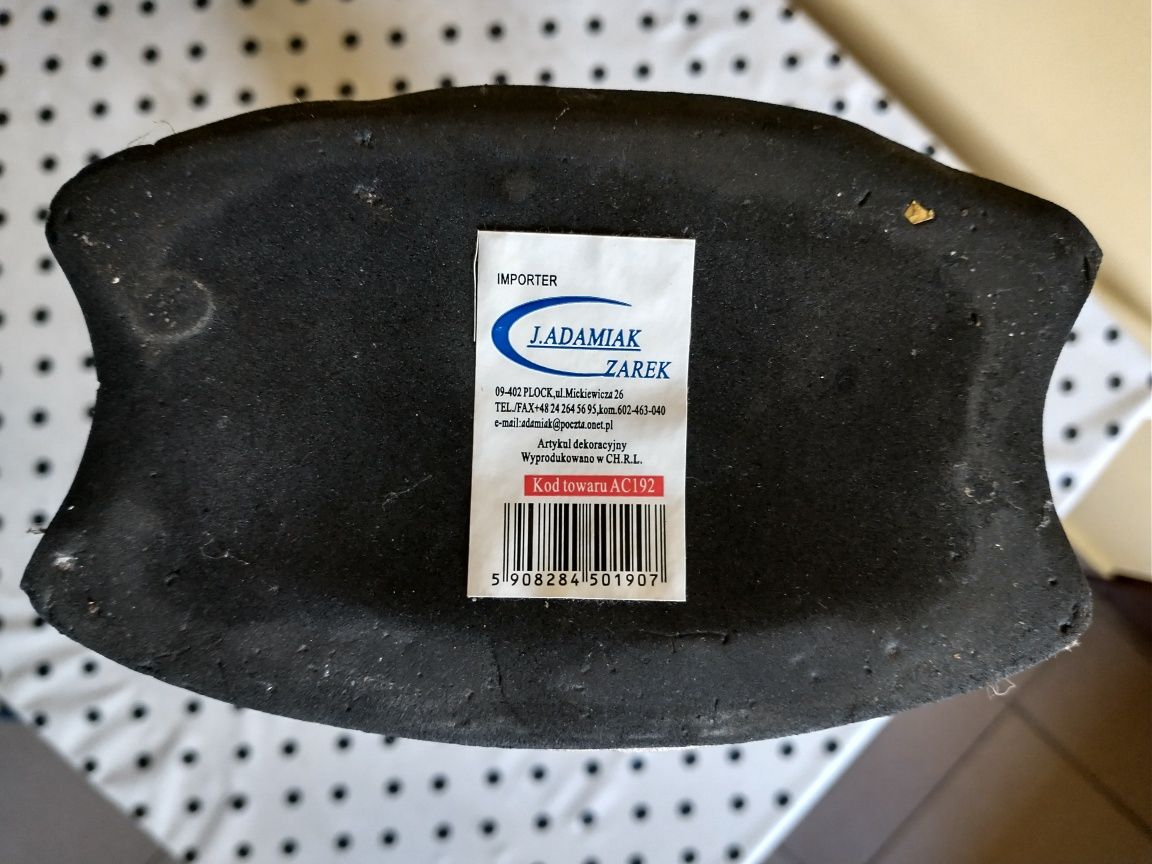 IMPORTER
J.ADAMIAK
ZAREK
09-402 PLOCK,ul.Mickiewicza 26
TEL./FAX+48 24 264 56 95,kom.602-463-040
e-mail:adamiak@poczta.onet.pl
Artykul dekoracyjny
Wyprodukowano w CH.R.L.
Kod towaru AC192
5 908284 501907